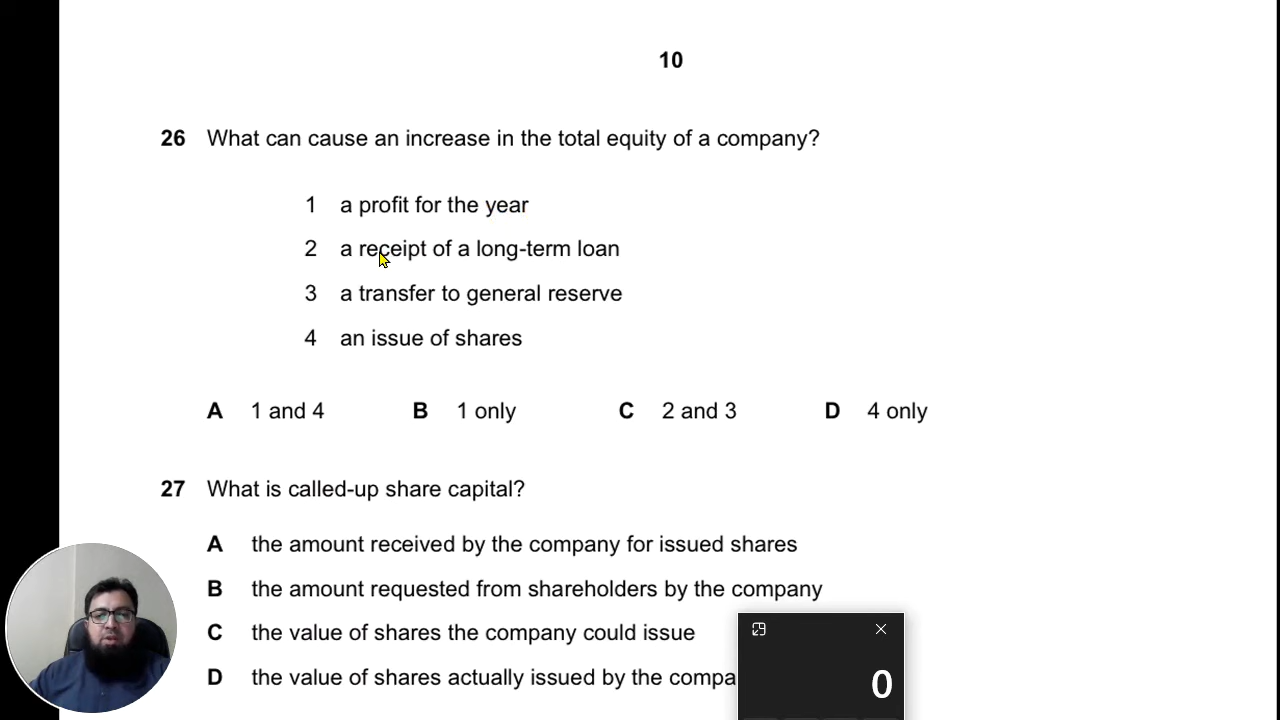 10
26 What can cause an increase in the total equity of a company?
1 a profit for the year
2 a receipt of a long-term loan
3 a transfer to general reserve
4 an issue of shares
A 1 and 4 B 1 only C 2 and 3 D 4 only
27 What is called-up share capital?
A the amount received by the company for issued shares
B the amount requested from shareholders by the company
C the value of shares the company could issue
D the value of shares actually issued by the compa
0